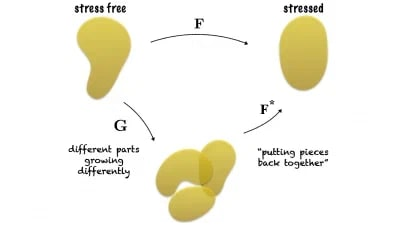 stress free
F
stressed
G
F*
different parts
growing
differently
"putting pieces
back together"